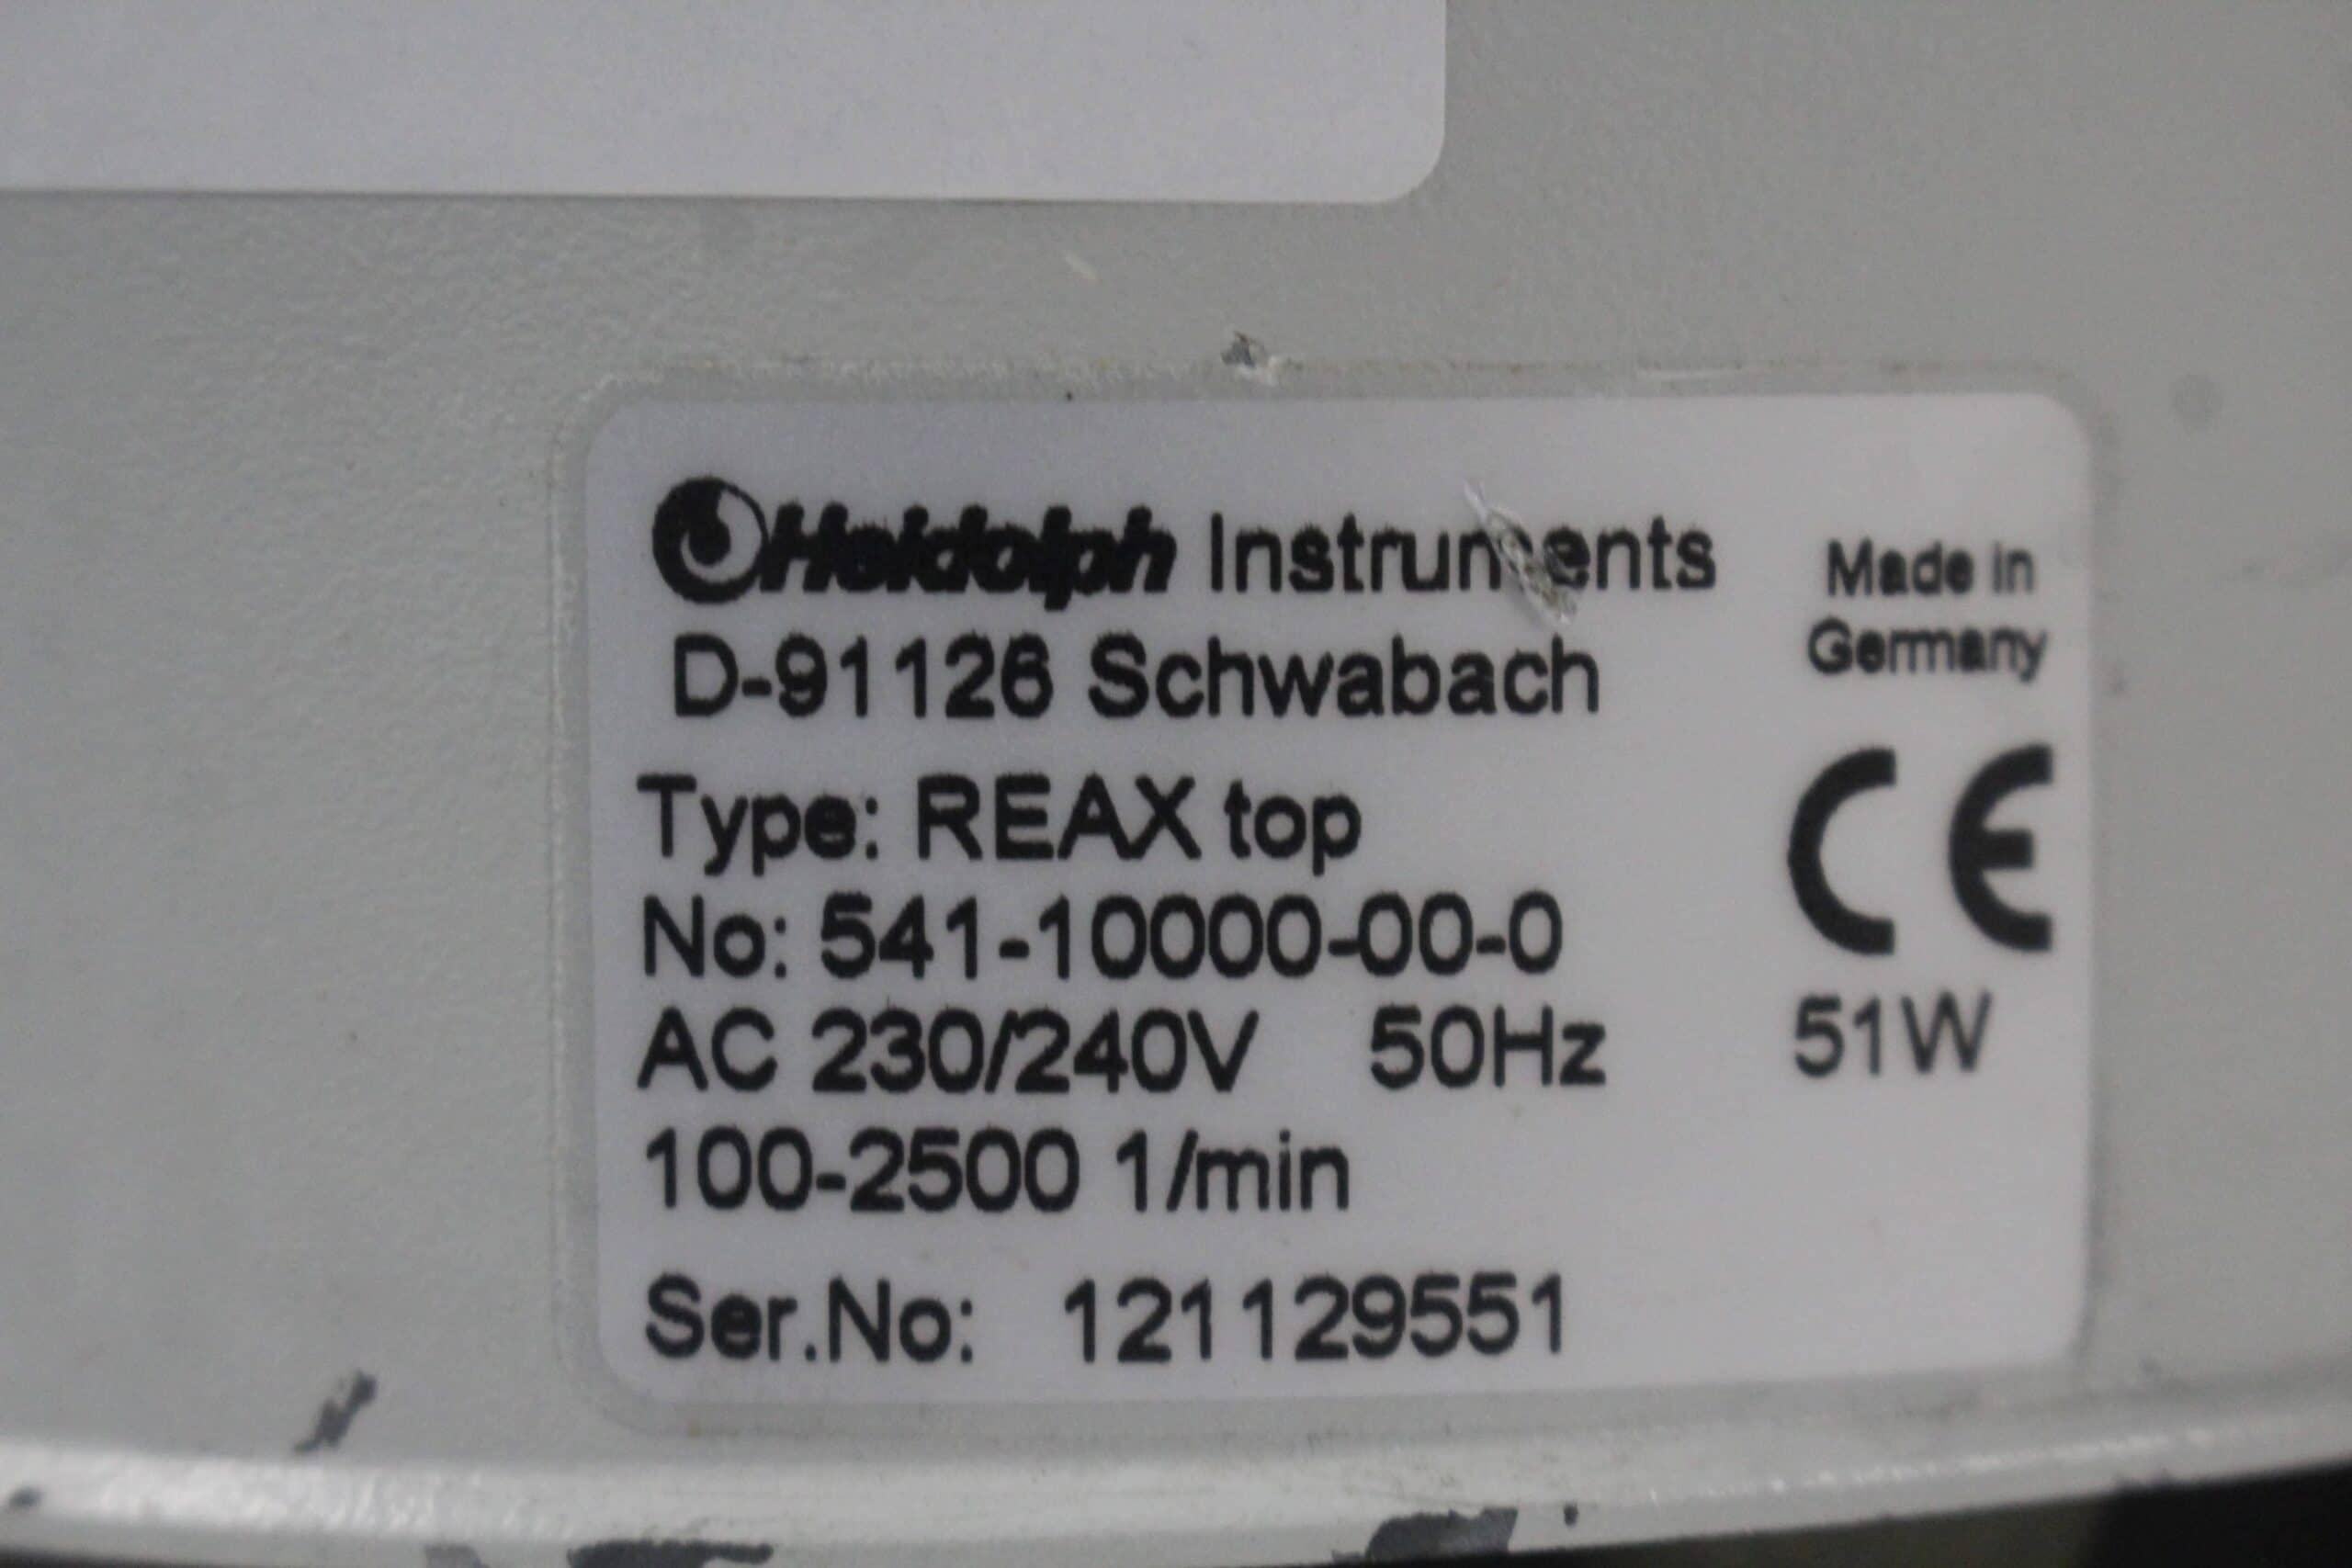 Heidolph Instruments
D-91126 Schwabach
Made in
Germany
Type: REAX top
CE
No: 541-10000-00-0
AC 230/240V 50Hz 51W
100-2500 1/min
Ser.No: 121129551